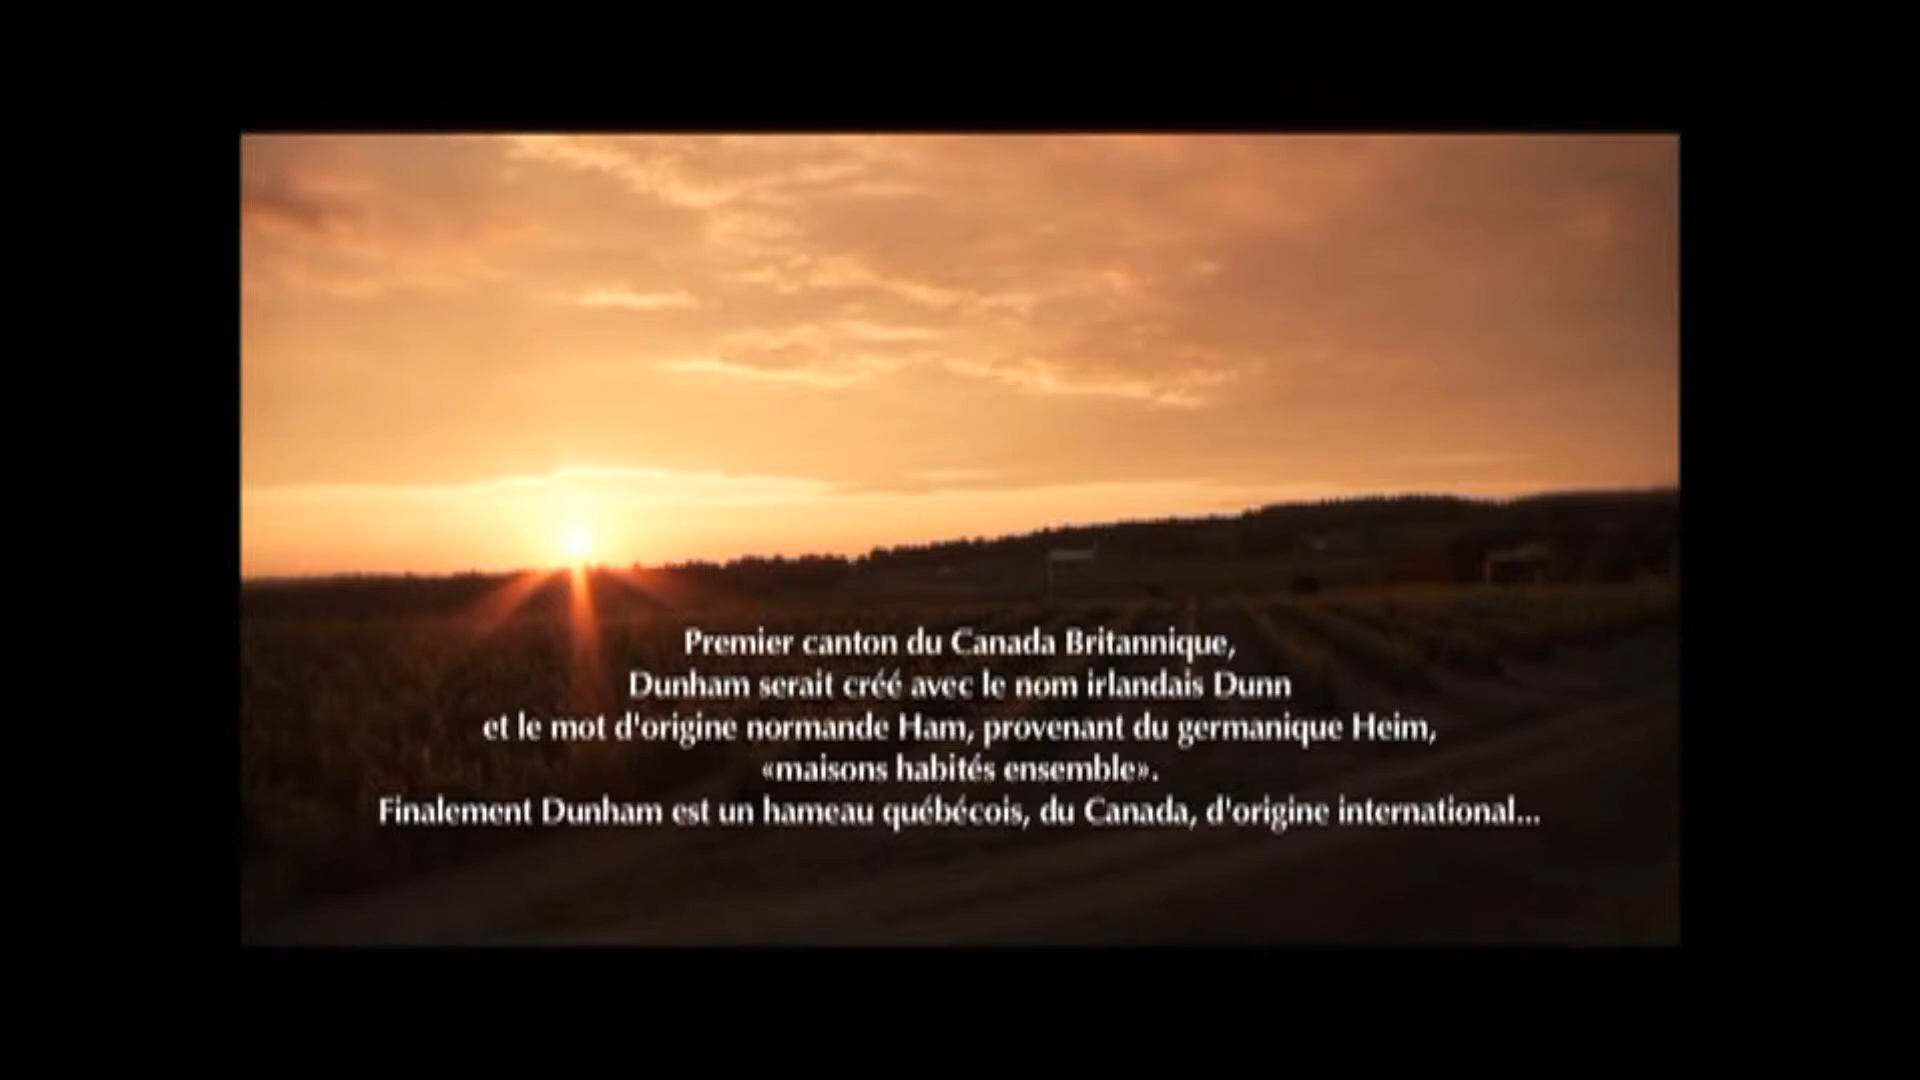 Premier canton du Canada Britannique,
Dunham serait créé avec le nom irlandais Dunn
et le mot d'origine normande Ham, provenant du germanique Heim,
«maisons habités ensemble».
Finalement Dunham est un hameau québécois, du Canada, d'origine international...